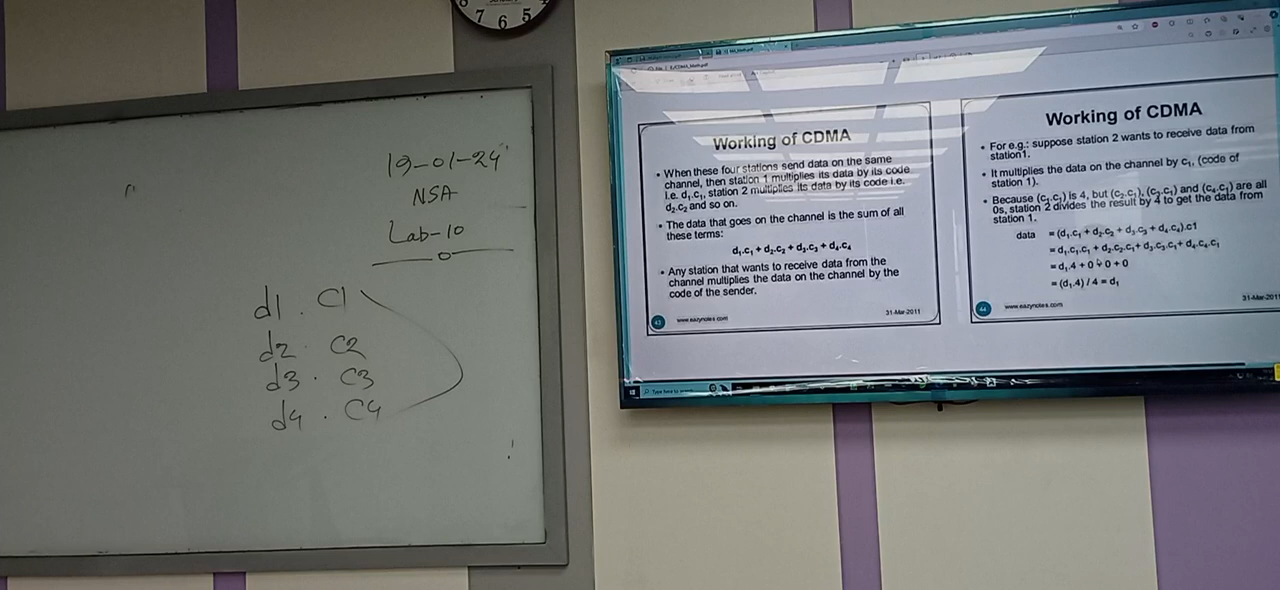 7 6 5
19-01-24
NSA
Lab-10
d1 . C1
d2 . C2
d3 . C3
d4 . C4
Working of CDMA
• When these four stations send data on the same
channel, then station 1 multiplies its data by its code
i.e. d₁.c₁, station 2 multiplies its data by its code i.e.
d₂.c₂ and so on.
• The data that goes on the channel is the sum of all
these terms:
d₁.c₁ + d₂.c₂ + d₃.c₃ + d₄.c₄
• Any station that wants to receive data from the
channel multiplies the data on the channel by the
code of the sender.
43 www.eazynotes.com 31-Mar-2011
Working of CDMA
• For e.g.: suppose station 2 wants to receive data from
station1.
• It multiplies the data on the channel by c₁, (code of
station 1).
• Because (c₁.c₁) is 4, but (c₂.c₁), (c₃.c₁) and (c₄.c₁) are all
0s, station 2 divides the result by 4 to get the data from
station 1.
data = (d₁.c₁ + d₂.c₂ + d₃.c₃ + d₄.c₄).c1
= d₁.c₁.c₁ + d₂.c₂.c₁+ d₃.c₃.c₁+ d₄.c₄.c₁
= d₁.4 + 0 + 0 + 0
= (d₁.4) / 4 = d₁
44 www.eazynotes.com 31-Mar-2011
Type here to search